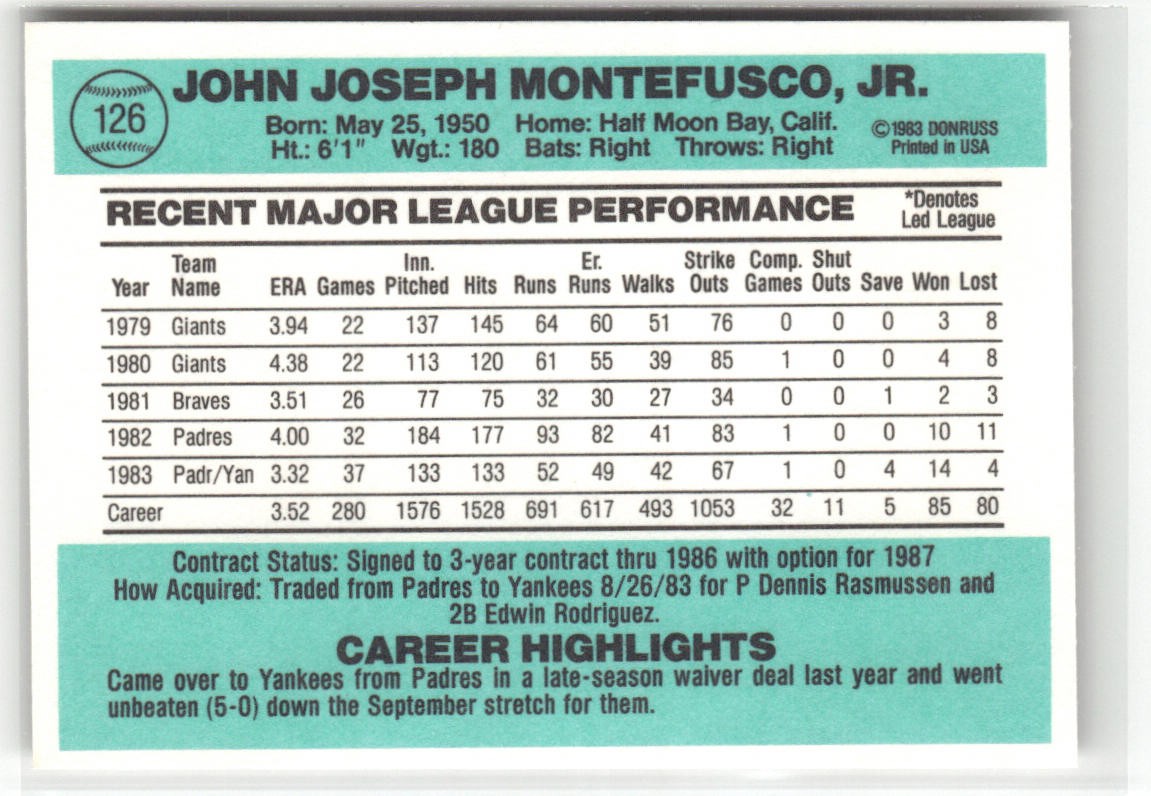 126
JOHN JOSEPH MONTEFUSCO, JR.
Born: May 25, 1950 Home: Half Moon Bay, Calif.
Ht.: 6'1" Wgt.: 180 Bats: Right Throws: Right
©1983 DONRUSS
Printed in USA
RECENT MAJOR LEAGUE PERFORMANCE
*Denotes
Led League
Team Inn. Er. Strike Comp. Shut
Year Name ERA Games Pitched Hits Runs Runs Walks Outs Games Outs Save Won Lost
1979 Giants 3.94 22 137 145 64 60 51 76 0 0 0 3 8
1980 Giants 4.38 22 113 120 61 55 39 85 1 0 0 4 8
1981 Braves 3.51 26 77 75 32 30 27 34 0 0 1 2 3
1982 Padres 4.00 32 184 177 93 82 41 83 1 0 0 10 11
1983 Padr/Yan 3.32 37 133 133 52 49 42 67 1 0 4 14 4
Career 3.52 280 1576 1528 691 617 493 1053 32 11 5 85 80
Contract Status: Signed to 3-year contract thru 1986 with option for 1987
How Acquired: Traded from Padres to Yankees 8/26/83 for P Dennis Rasmussen and
2B Edwin Rodriguez.
CAREER HIGHLIGHTS
Came over to Yankees from Padres in a late-season waiver deal last year and went
unbeaten (5-0) down the September stretch for them.